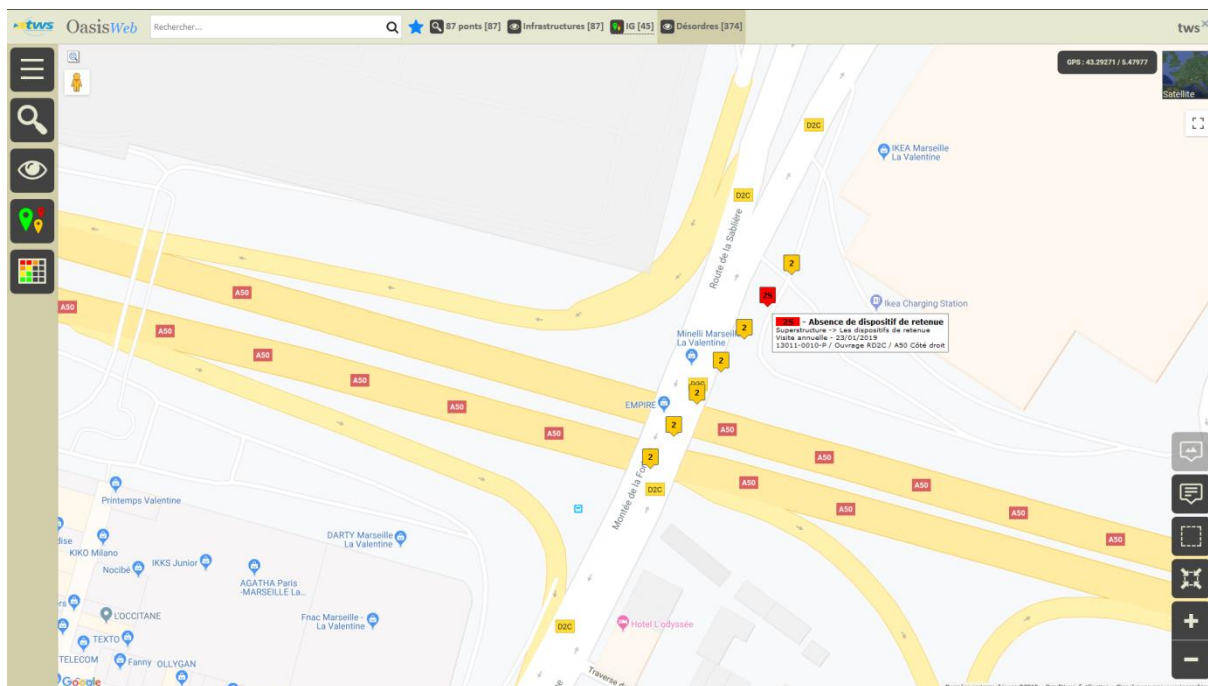 tws OasisWeb Rechercher... 87 ponts [87] Infrastructures [87] IG [45] Désordres [374] tws
GPS : 43.29271 / 5.47977
Satellite
D2C
IKEA Marseille
La Valentine
D2C
Route de la Sablière
2
A50
2S
Ikea Charging Station
A50
2S - Absence de dispositif de retenue
Superstructure -> Les dispositifs de retenue
Visite annuelle - 23/01/2019
13011-0010-P / Ouvrage RD2C / A50 Côté droit
2
A50
Minelli Marseille
La Valentine
A50
2
A50
2
EMPIRE
A50
2
A50
A50
2
A50
A50
Montée de la
D2C
A50
Printemps Valentine
A50
A50
A50
DARTY Marseille
La Valentine
KIKO Milano
Nocibé
IKKS Junior
AGATHA Paris
-MARSEILLE La...
L'OCCITANE
Fnac Marseille -
La Valentine
D2C
Hotel L'odyssée
TEXTO
TELECOM
Fanny
OLLYGAN
Google
Traverse